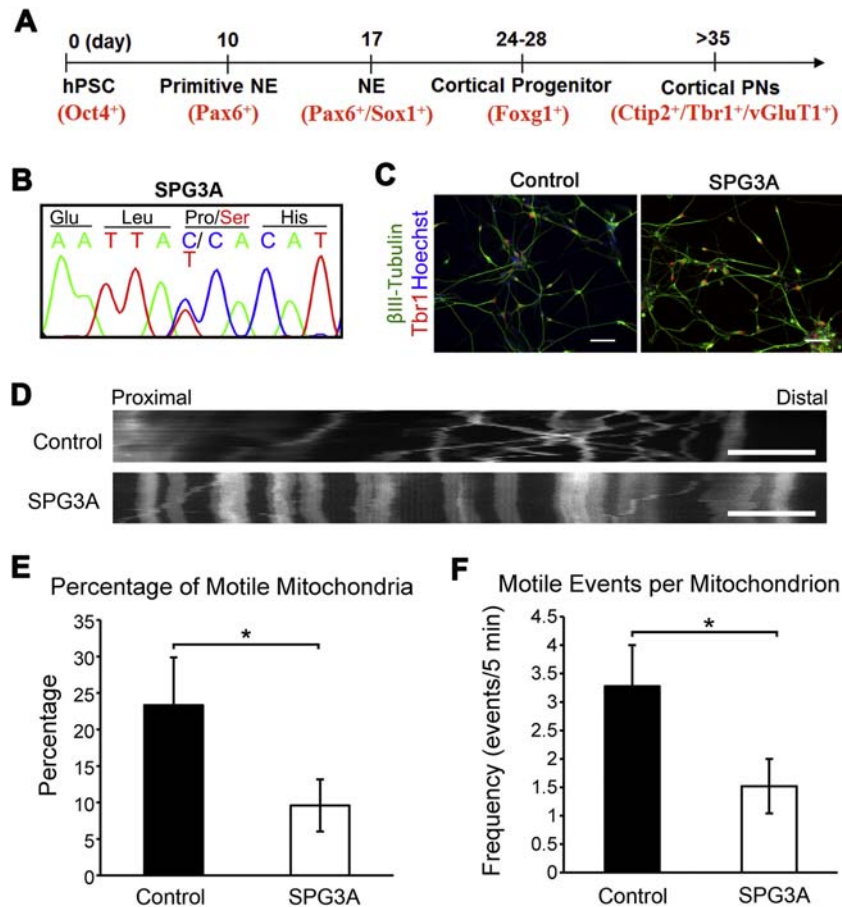 A
0 (day) 10 17 24-28 >35
hPSC Primitive NE NE Cortical Progenitor Cortical PNs
(Oct4+) (Pax6+) (Pax6+/Sox1+) (Foxg1+) (Ctip2+/Tbr1+/vGluT1+)
B
SPG3A
Glu Leu Pro/Ser His
A A T T A C/ C A C A T
T
C
Control SPG3A
βIII-Tubulin
Tbr1 Hoechst
D
Proximal Distal
Control
SPG3A
E
Percentage of Motile Mitochondria
Percentage
35
30
25
20
15
10
5
0
*
Control SPG3A
F
Motile Events per Mitochondrion
Frequency (events/5 min)
4.5
4
3.5
3
2.5
2
1.5
1
0.5
0
*
Control SPG3A